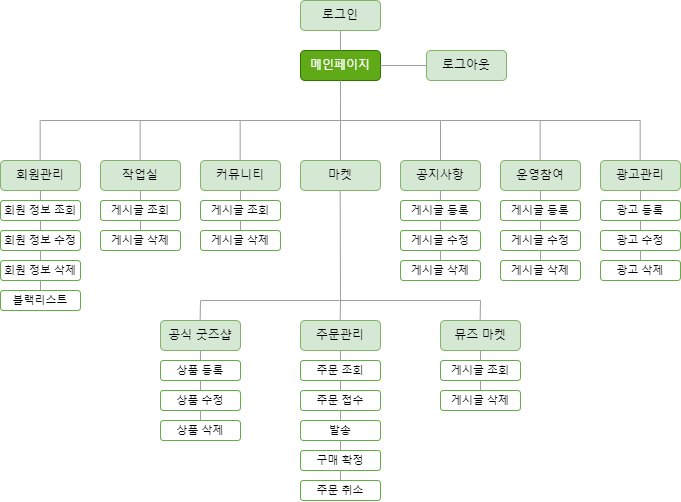 로그인
메인페이지
로그아웃
회원관리
작업실
커뮤니티
마켓
공지사항
운영참여
광고관리
회원 정보 조회
게시글 조회
게시글 조회
게시글 등록
게시글 등록
광고 등록
회원 정보 수정
게시글 삭제
게시글 삭제
게시글 수정
게시글 수정
광고 수정
회원 정보 삭제
게시글 삭제
게시글 삭제
광고 삭제
블랙리스트
공식 굿즈샵
주문관리
뮤즈 마켓
상품 등록
주문 조회
게시글 조회
상품 수정
주문 접수
게시글 삭제
상품 삭제
발송
구매 확정
주문 취소